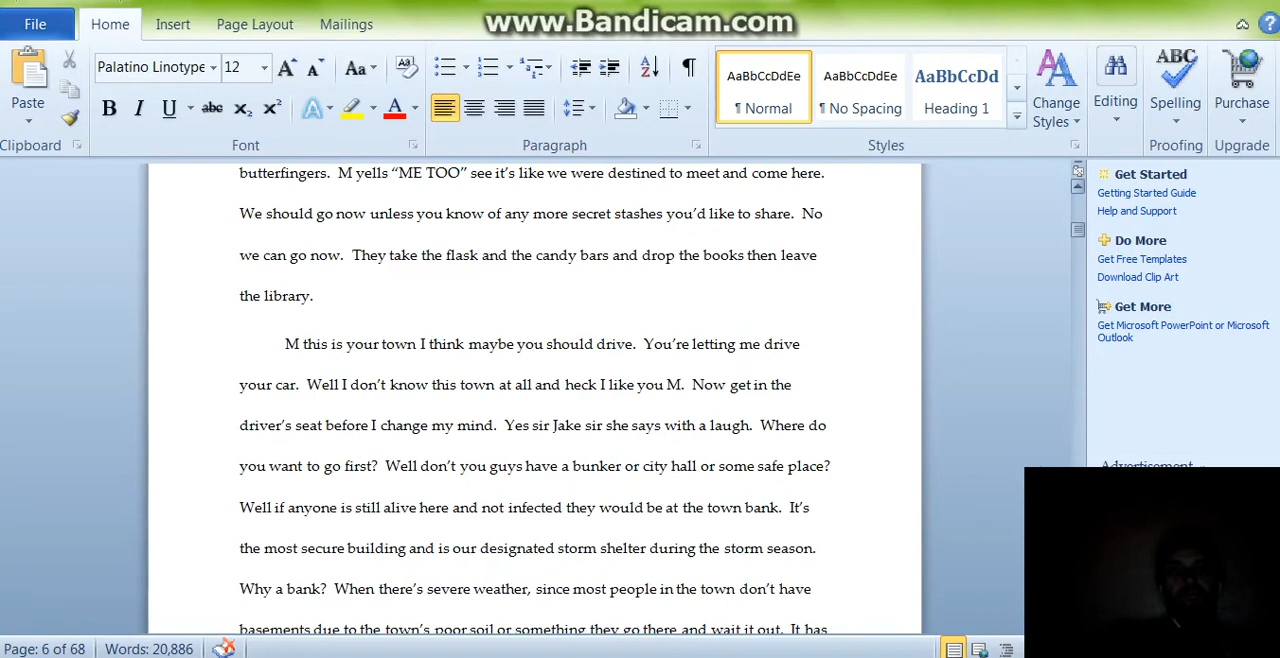 www.Bandicam.com
File Home Insert Page Layout Mailings
Palatino Linotype 12
Aa
B I U abc X₂ X² A A
AaBbCcDdEe AaBbCcDdEe AaBbCcDd
¶ Normal ¶ No Spacing Heading 1
Paste
Change Styles
Editing
ABC
Spelling
Purchase
Clipboard Font Paragraph Styles Proofing Upgrade
butterfingers. M yells “ME TOO” see it’s like we were destined to meet and come here.
We should go now unless you know of any more secret stashes you’d like to share. No
we can go now. They take the flask and the candy bars and drop the books then leave
the library.
M this is your town I think maybe you should drive. You’re letting me drive
your car. Well I don’t know this town at all and heck I like you M. Now get in the
driver’s seat before I change my mind. Yes sir Jake sir she says with a laugh. Where do
you want to go first? Well don’t you guys have a bunker or city hall or some safe place?
Well if anyone is still alive here and not infected they would be at the town bank. It’s
the most secure building and is our designated storm shelter during the storm season.
Why a bank? When there’s severe weather, since most people in the town don’t have
basements due to the town’s poor soil or something they go there and wait it out. It has
Get Started
Getting Started Guide
Help and Support
Do More
Get Free Templates
Download Clip Art
Get More
Get Microsoft PowerPoint or Microsoft
Outlook
Advertisement
Page: 6 of 68 Words: 20,886